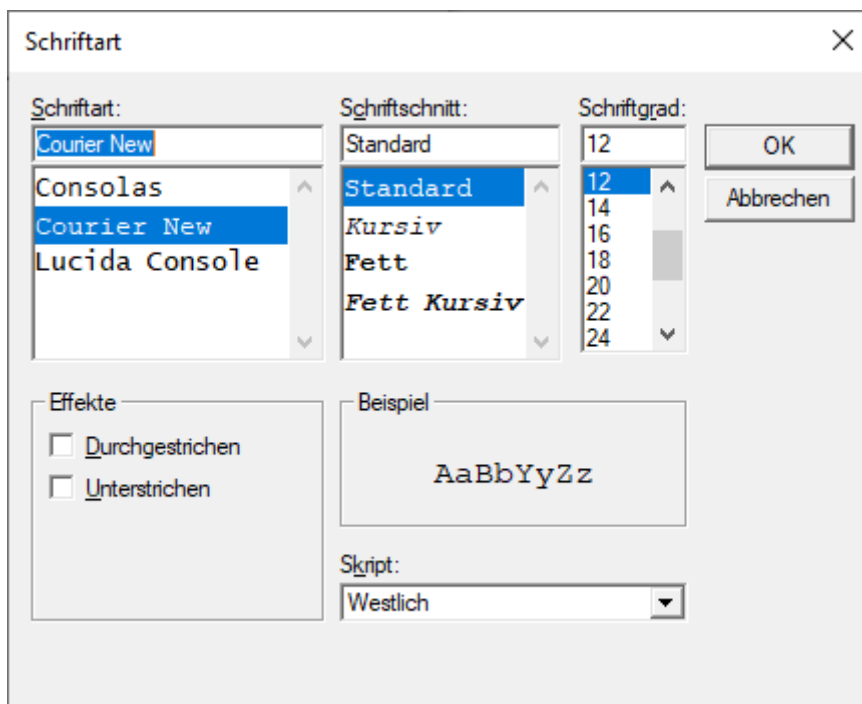 Schriftart
Schriftart:
Courier New
Consolas
Courier New
Lucida Console
Schriftschnitt:
Standard
Standard
Kursiv
Fett
Fett Kursiv
Schriftgrad:
12
12
14
16
18
20
22
24
OK
Abbrechen
Effekte
Durchgestrichen
Unterstrichen
Beispiel
AaBbYyZz
Skript:
Westlich